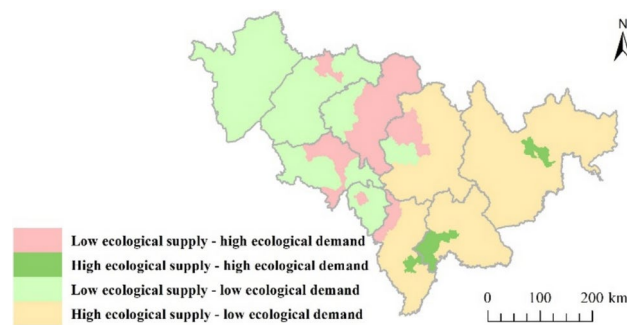 N
Low ecological supply - high ecological demand
High ecological supply - high ecological demand
Low ecological supply - low ecological demand
High ecological supply - low ecological demand
0 100 200 km